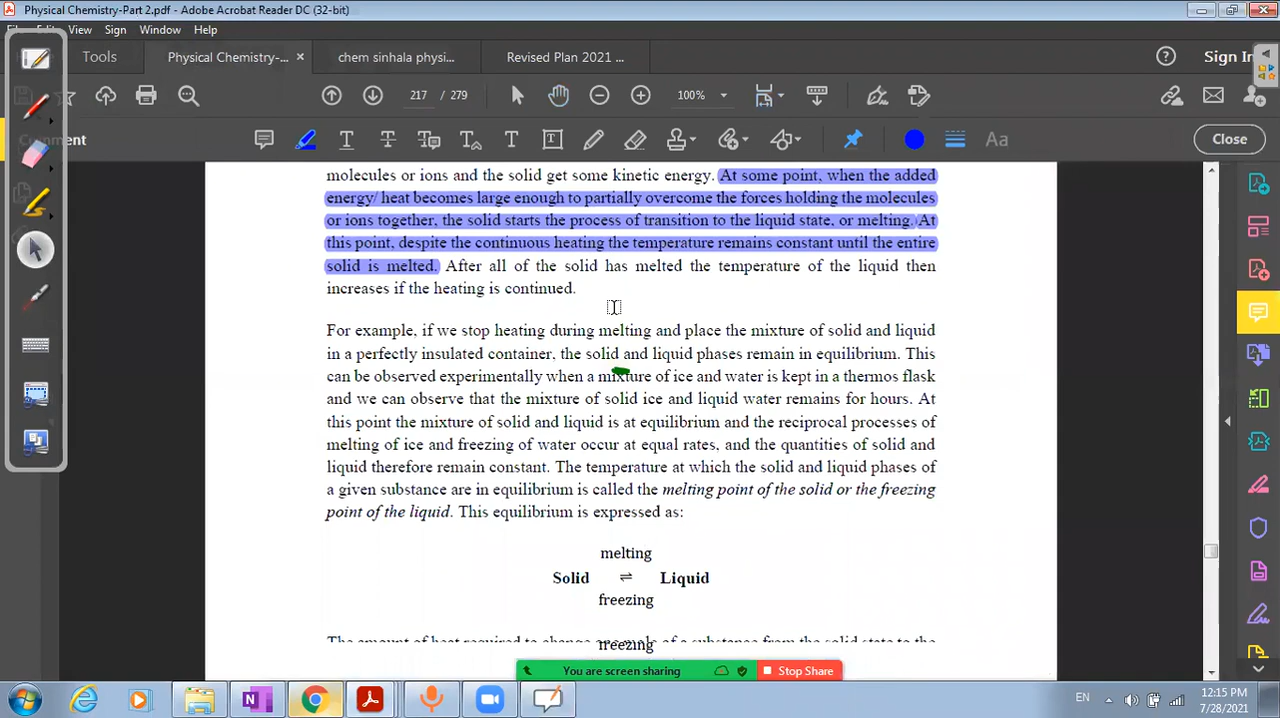 Physical Chemistry-Part 2.pdf - Adobe Acrobat Reader DC (32-bit)
View Sign Window Help
Tools Physical Chemistry-... × chem sinhala physi... Revised Plan 2021 ... Sign In
217 / 279 100%
Close
molecules or ions and the solid get some kinetic energy. At some point, when the added
energy/ heat becomes large enough to partially overcome the forces holding the molecules
or ions together, the solid starts the process of transition to the liquid state, or melting. At
this point, despite the continuous heating the temperature remains constant until the entire
solid is melted. After all of the solid has melted the temperature of the liquid then
increases if the heating is continued.
For example, if we stop heating during melting and place the mixture of solid and liquid
in a perfectly insulated container, the solid and liquid phases remain in equilibrium. This
can be observed experimentally when a mixture of ice and water is kept in a thermos flask
and we can observe that the mixture of solid ice and liquid water remains for hours. At
this point the mixture of solid and liquid is at equilibrium and the reciprocal processes of
melting of ice and freezing of water occur at equal rates, and the quantities of solid and
liquid therefore remain constant. The temperature at which the solid and liquid phases of
a given substance are in equilibrium is called the melting point of the solid or the freezing
point of the liquid. This equilibrium is expressed as:
melting
Solid ⇌ Liquid
freezing
The amount of heat required to change one mole of a substance from the solid state to the
freezing
You are screen sharing Stop Share
EN 12:15 PM
7/28/2021